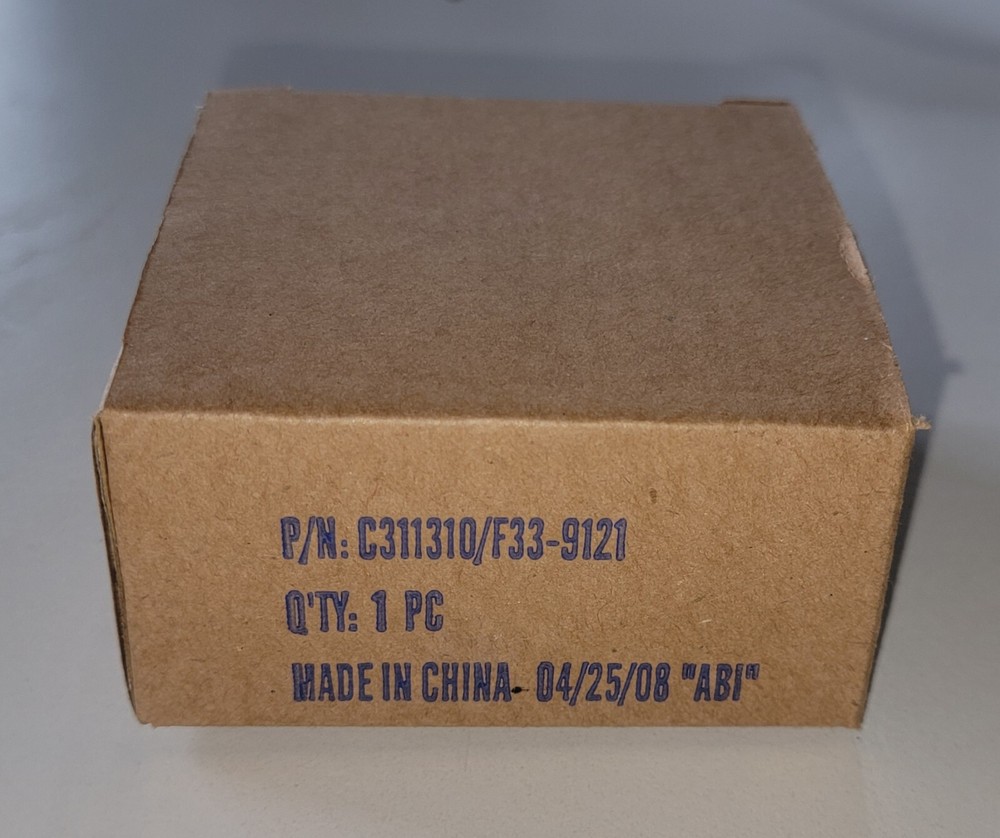 P/N: C311310/F33-9121
Q'TY: 1 PC
MADE IN CHINA 04/25/08 "ABI"